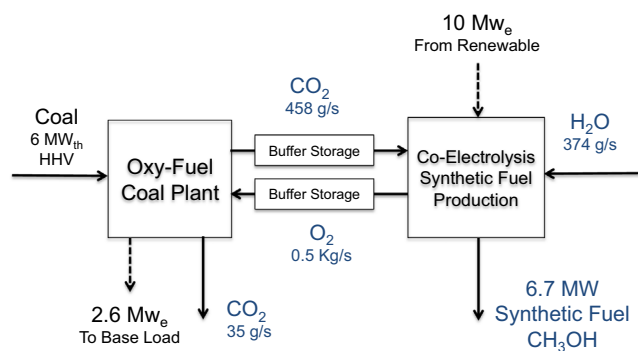 10 Mwe
From Renewable
CO2
458 g/s
Coal
6 MWth
HHV
Buffer Storage
H2O
374 g/s
Oxy-Fuel
Coal Plant
Co-Electrolysis
Synthetic Fuel
Production
Buffer Storage
O2
0.5 Kg/s
2.6 Mwe
To Base Load
CO2
35 g/s
6.7 MW
Synthetic Fuel
CH3OH